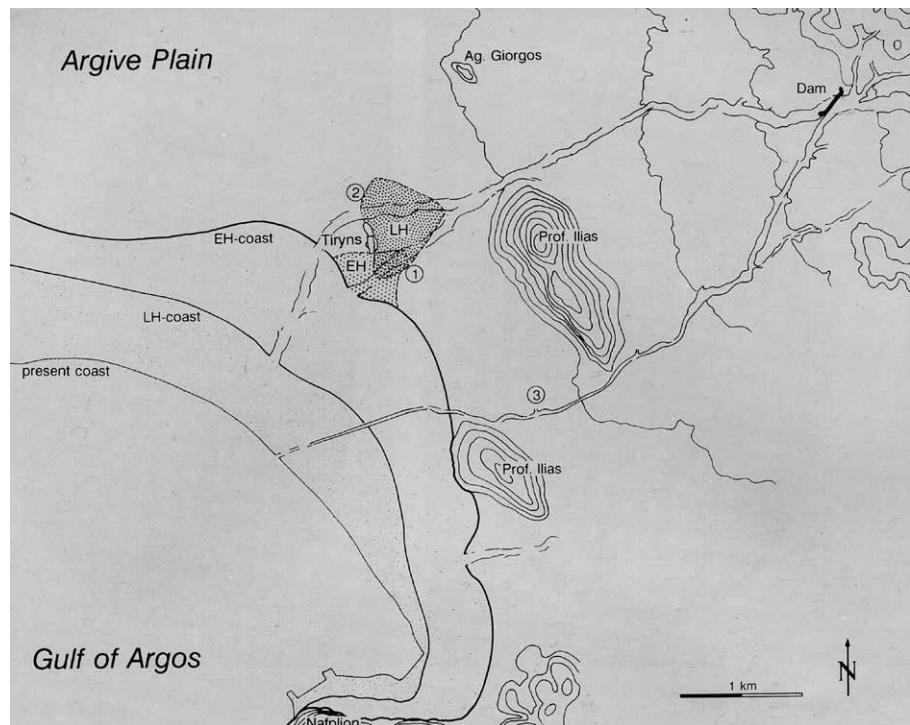 Argive Plain
Ag. Giorgos
Dam
2
EH-coast
Tiryns
LH
Prof. Ilias
EH
1
LH-coast
present coast
3
Prof. Ilias
Gulf of Argos
N
1 km
Nafplion